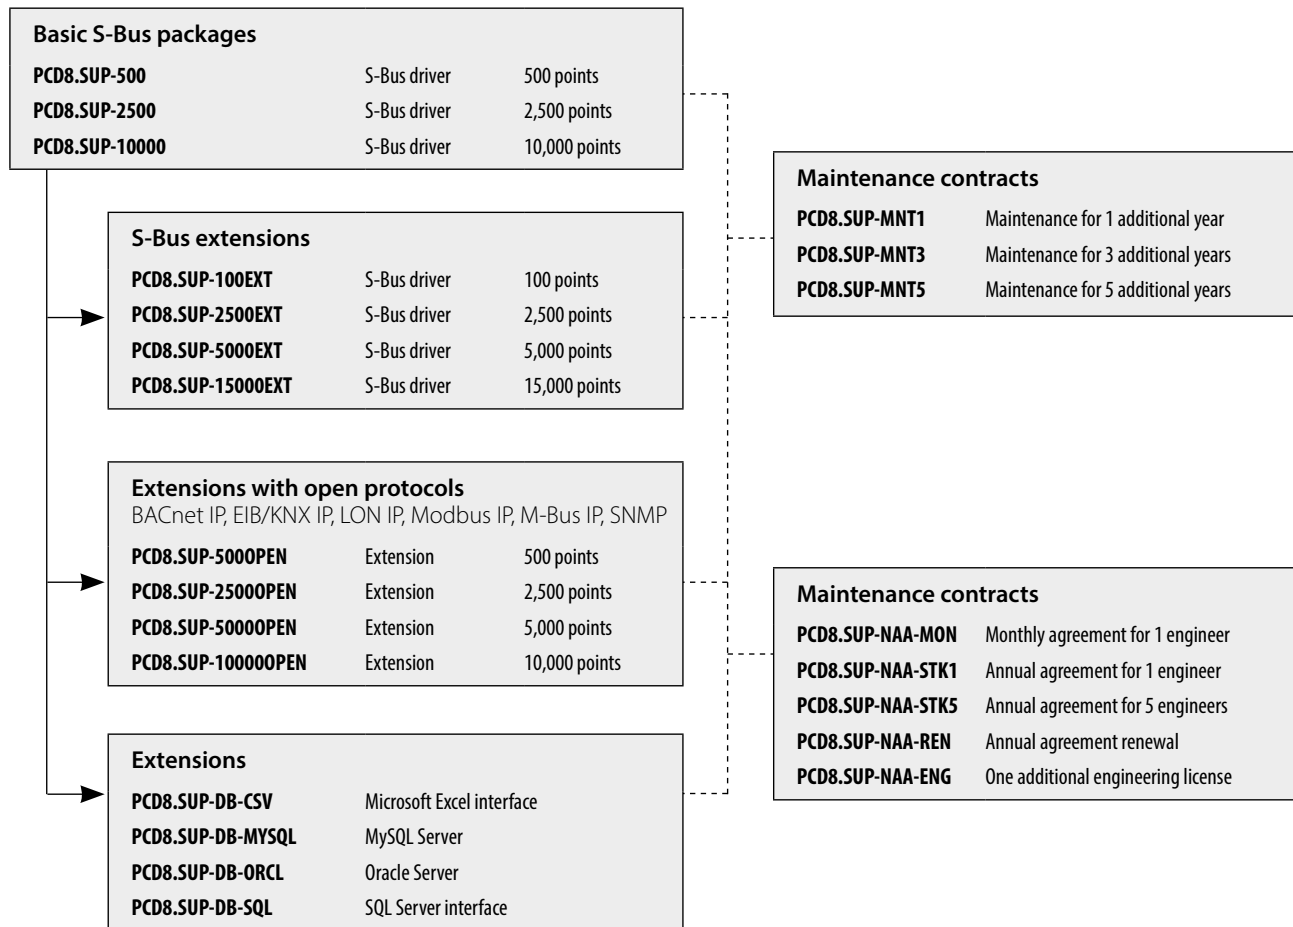 Basic S-Bus packages
PCD8.SUP-500 S-Bus driver 500 points
PCD8.SUP-2500 S-Bus driver 2,500 points
PCD8.SUP-10000 S-Bus driver 10,000 points
S-Bus extensions
PCD8.SUP-100EXT S-Bus driver 100 points
PCD8.SUP-2500EXT S-Bus driver 2,500 points
PCD8.SUP-5000EXT S-Bus driver 5,000 points
PCD8.SUP-15000EXT S-Bus driver 15,000 points
Extensions with open protocols
BACnet IP, EIB/KNX IP, LON IP, Modbus IP, M-Bus IP, SNMP
PCD8.SUP-500OPEN Extension 500 points
PCD8.SUP-2500OPEN Extension 2,500 points
PCD8.SUP-5000OPEN Extension 5,000 points
PCD8.SUP-10000OPEN Extension 10,000 points
Extensions
PCD8.SUP-DB-CSV Microsoft Excel interface
PCD8.SUP-DB-MYSQL MySQL Server
PCD8.SUP-DB-ORCL Oracle Server
PCD8.SUP-DB-SQL SQL Server interface
Maintenance contracts
PCD8.SUP-MNT1 Maintenance for 1 additional year
PCD8.SUP-MNT3 Maintenance for 3 additional years
PCD8.SUP-MNT5 Maintenance for 5 additional years
Maintenance contracts
PCD8.SUP-NAA-MON Monthly agreement for 1 engineer
PCD8.SUP-NAA-STK1 Annual agreement for 1 engineer
PCD8.SUP-NAA-STK5 Annual agreement for 5 engineers
PCD8.SUP-NAA-REN Annual agreement renewal
PCD8.SUP-NAA-ENG One additional engineering license